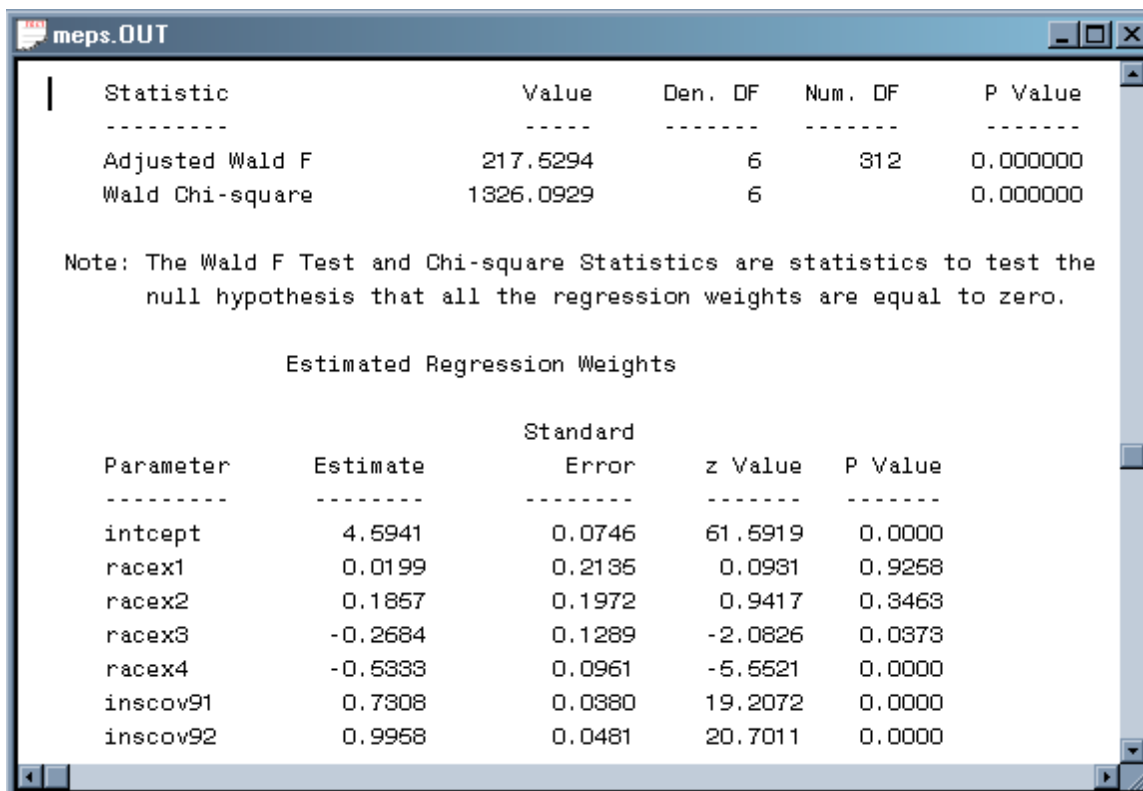 meps.OUT
Statistic Value Den. DF Num. DF P Value
--------- ----- ------- ------- -------
Adjusted Wald F 217.5294 6 312 0.000000
Wald Chi-square 1326.0929 6 0.000000
Note: The Wald F Test and Chi-square Statistics are statistics to test the
null hypothesis that all the regression weights are equal to zero.
Estimated Regression Weights
Standard
Parameter Estimate Error z Value P Value
--------- -------- -------- ------- -------
intcept 4.5941 0.0746 61.5919 0.0000
racex1 0.0199 0.2135 0.0931 0.9258
racex2 0.1857 0.1972 0.9417 0.3463
racex3 -0.2684 0.1289 -2.0826 0.0373
racex4 -0.5333 0.0961 -5.5521 0.0000
inscov91 0.7308 0.0380 19.2072 0.0000
inscov92 0.9958 0.0481 20.7011 0.0000